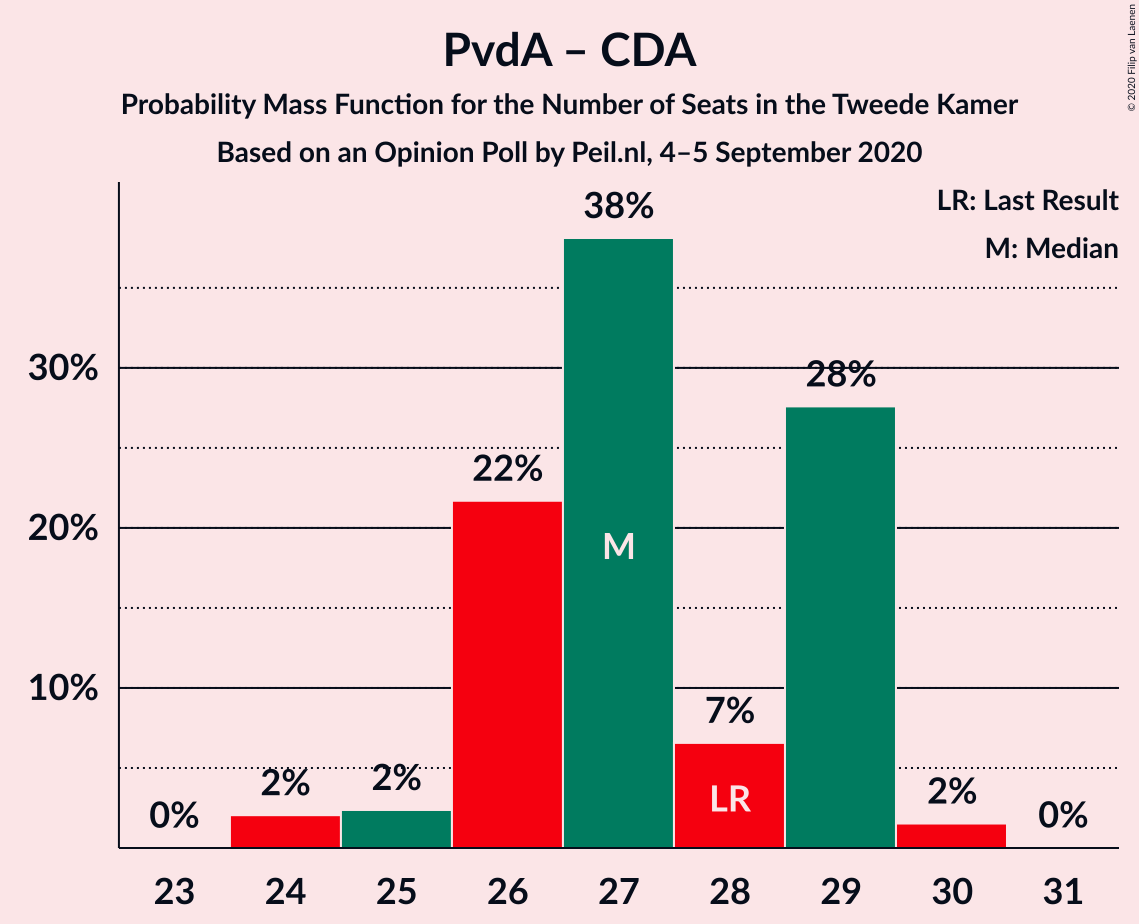 PvdA – CDA
Probability Mass Function for the Number of Seats in the Tweede Kamer
Based on an Opinion Poll by Peil.nl, 4–5 September 2020
© 2020 Filip van Laenen
LR: Last Result
M: Median
38%
30%
28%
22%
20%
M
10%
7%
2%
2%
LR
2%
0%
0%
23 24 25 26 27 28 29 30 31